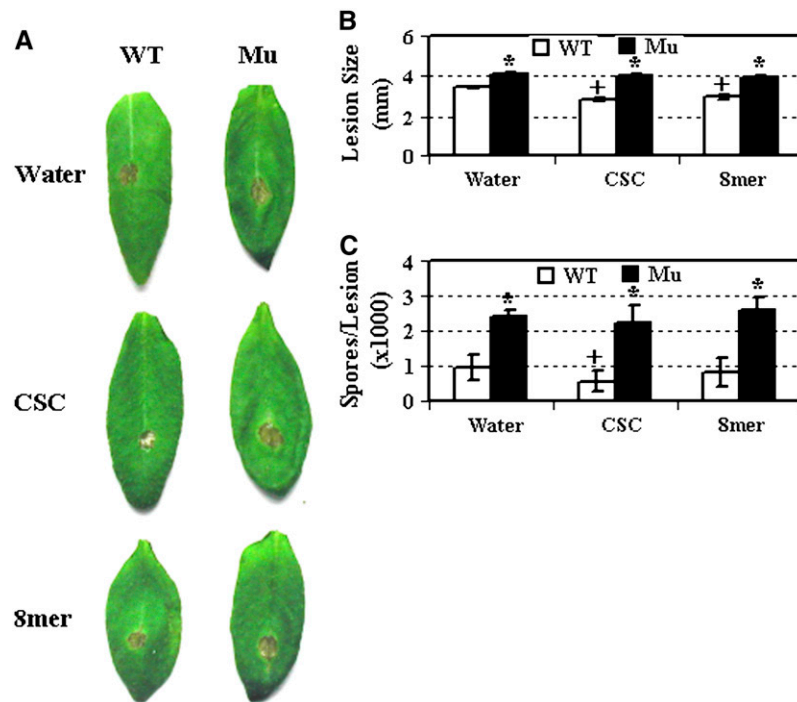 A
WT Mu
Water
CSC
8mer
B
Lesion Size
(mm)
6
4
2
0
WT Mu
* * *
+ +
Water CSC 8mer
C
Spores/Lesion
(x1000)
4
3
2
1
0
WT Mu
* * *
+
Water CSC 8mer